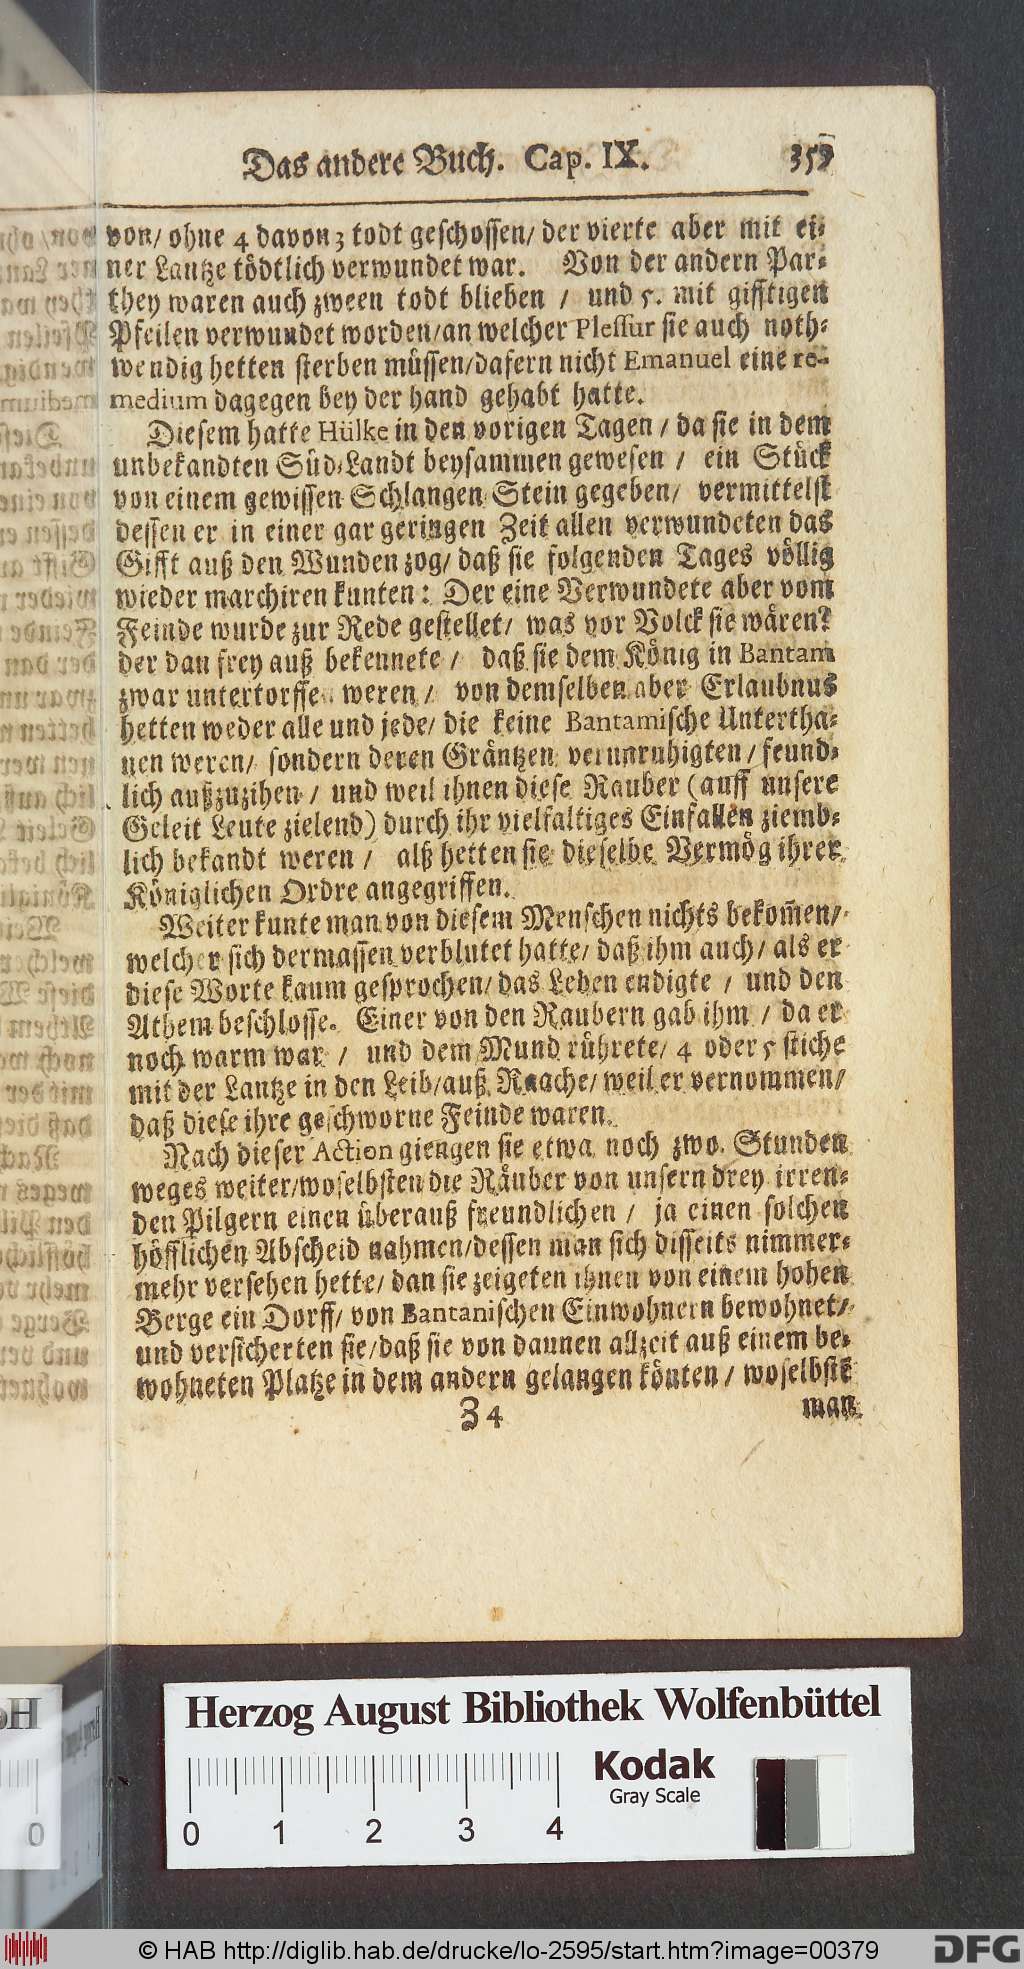 Das andere Buch. Cap. IX. 359
von/ ohne 4 davon 3 todt geschossen/ der vierte aber mit ei-
ner Lantze tödtlich verwundet war. Von der andern Par-
they waren auch zween todt blieben / und 5. mit gifftigen
Pfeilen verwundet worden/ an welcher Plessur sie auch noth-
wendig hetten sterben müssen/ dafern nicht Emanuel eine re-
medium dagegen bey der hand gehabt hatte.
Diesem hatte Hülke in den vorigen Tagen / da sie in dem
unbekandten Süd-Landt beysammen gewesen / ein Stück
von einem gewissen Schlangen Stein gegeben/ vermittelst
dessen er in einer gar geringen Zeit allen verwundeten das
Gifft auß den Wunden zog/ daß sie folgenden Tages völlig
wieder marchiren kunten: Der eine Verwundete aber vom
Feinde wurde zur Rede gestellet/ was vor Volck sie wären?
der dan frey auß bekennete / daß sie dem König in Bantam
zwar untertorffen weren / von demselben aber Erlaubnus
hetten weder alle und jede/ die keine Bantamische Untertha-
nen weren/ sondern deren Gräntzen verunruhigten / feund-
lich außzuzihen / und weil ihnen diese Rauber (auff unsere
Geleit Leute zielend) durch ihr vielfaltiges Einfallen ziemb-
lich bekandt weren / alß hetten sie dieselbe Vermög ihrer
Königlichen Ordre angegriffen.
Weiter kunte man von diesem Menschen nichts bekom̃en/
welcher sich dermassen verblutet hatte/ daß ihm auch/ als er
diese Worte kaum gesprochen/ das Leben endigte / und den
Athem beschlosse. Einer von den Raubern gab ihm / da er
noch warm war / und dem Mund rührete/ 4 oder 5 stiche
mit der Lantze in den Leib/ auß Raache/ weil er vernommen/
daß diese ihre geschworne Feinde waren.
Nach dieser Action giengen sie etwa noch zwo Stunden
weges weiter/ woselbsten die Räuber von unsern drey irren-
den Pilgern einen überauß freundlichen / ja einen solchen
höfflichen Abscheid nahmen/ dessen man sich disseits nimmer-
mehr versehen hette/ dan sie zeigeten ihnen von einem hohen
Berge ein Dorff/ von Bantanischen Einwohnern bewohnet/
und versicherten sie/ daß sie von dannen allzeit auß einem be-
wohneten Platze in dem andern gelangen könten / woselbst
Z 4 man
Herzog August Bibliothek Wolfenbüttel
Kodak
Gray Scale
0 1 2 3 4
0
© HAB http://diglib.hab.de/drucke/lo-2595/start.htm?image=00379
DFG